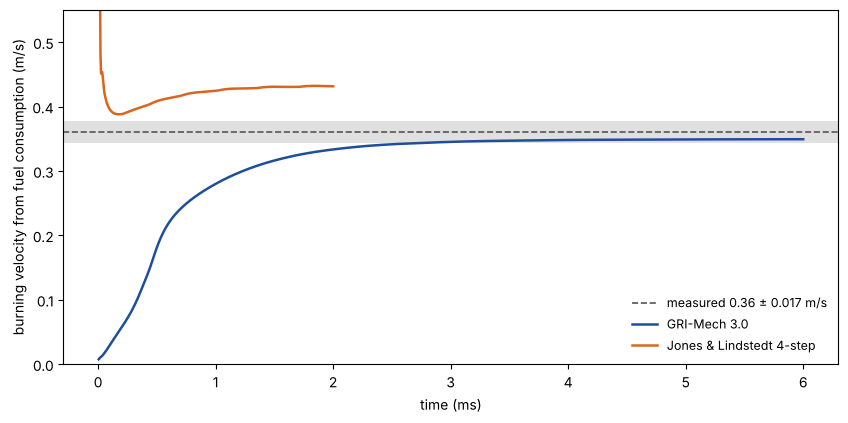 burning velocity from fuel consumption (m/s)
0.5
0.4
0.3
0.2
0.1
0.0
0
1
2
3
4
5
6
time (ms)
measured 0.36 ± 0.017 m/s
GRI-Mech 3.0
Jones & Lindstedt 4-step